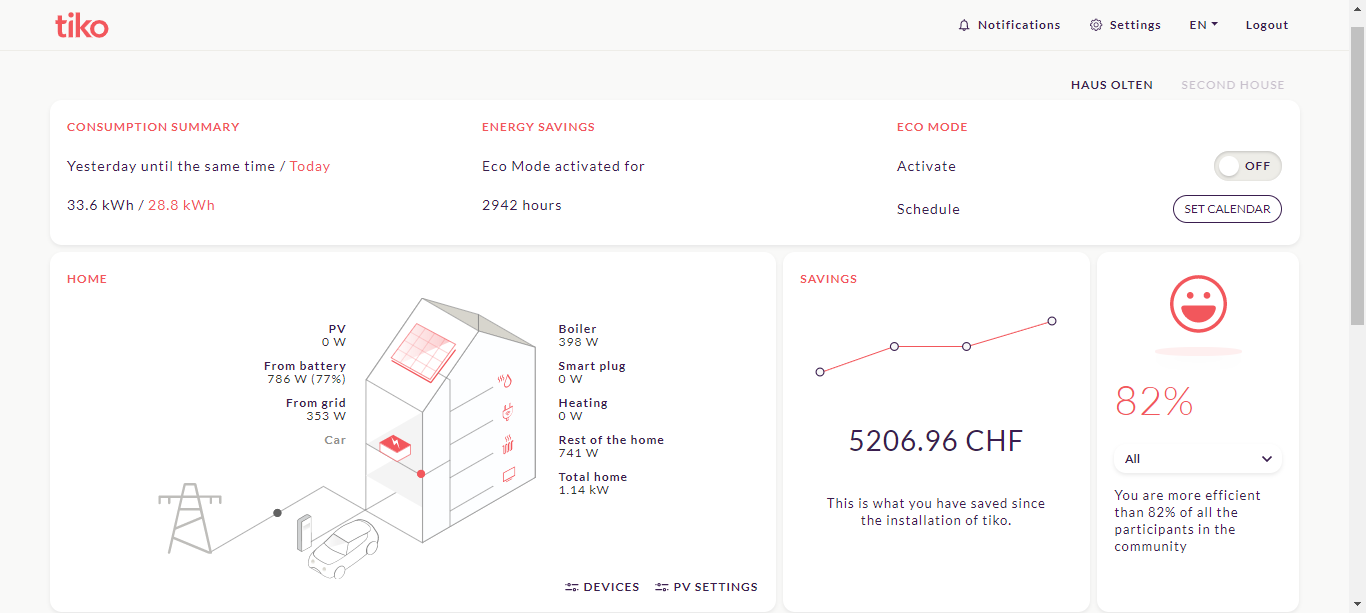 tiko
Notifications
Settings
EN
Logout
HAUS OLTEN
SECOND HOUSE
CONSUMPTION SUMMARY
Yesterday until the same time / Today
33.6 kWh / 28.8 kWh
ENERGY SAVINGS
Eco Mode activated for
2942 hours
ECO MODE
Activate
OFF
Schedule
SET CALENDAR
HOME
PV
0 W
From battery
786 W (77%)
From grid
353 W
Car
Boiler
398 W
Smart plug
0 W
Heating
0 W
Rest of the home
741 W
Total home
1.14 kW
DEVICES
PV SETTINGS
SAVINGS
5206.96 CHF
This is what you have saved since
the installation of tiko.
82%
All
You are more efficient
than 82% of all the
participants in the
community